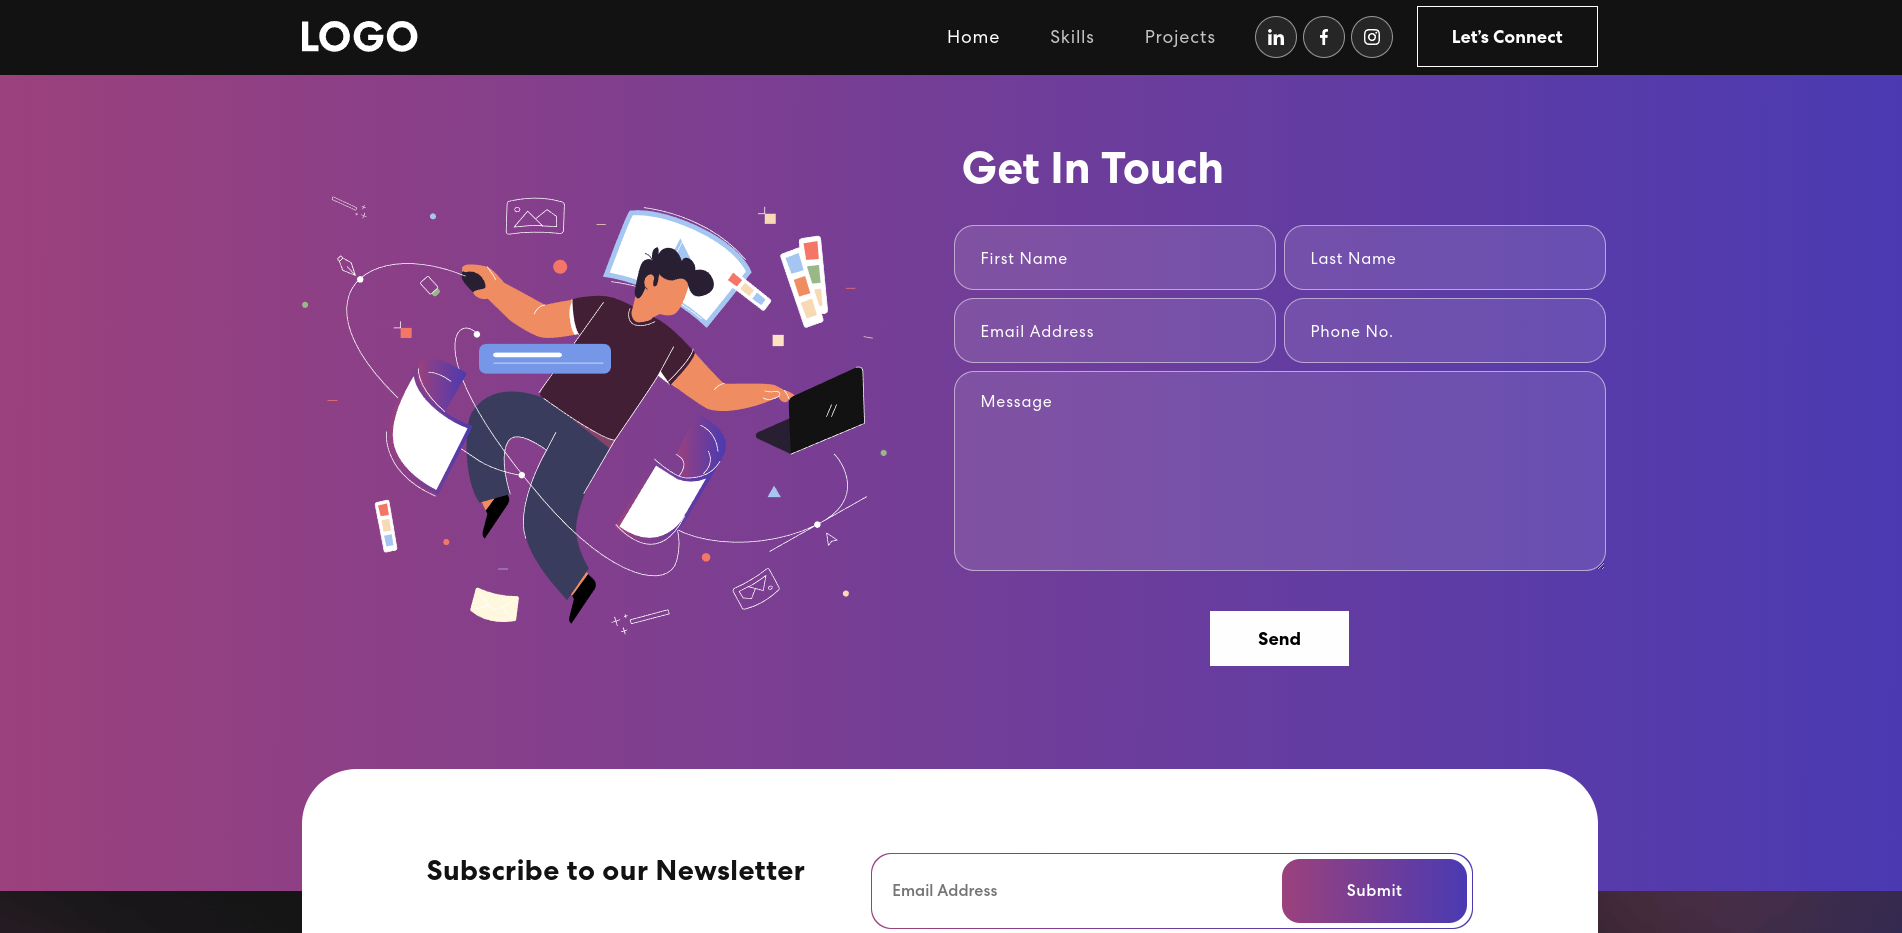 LOGO
Home
Skills
Projects
Let's Connect
Get In Touch
First Name
Last Name
Email Address
Phone No.
Message
Send
Subscribe to our Newsletter
Email Address
Submit